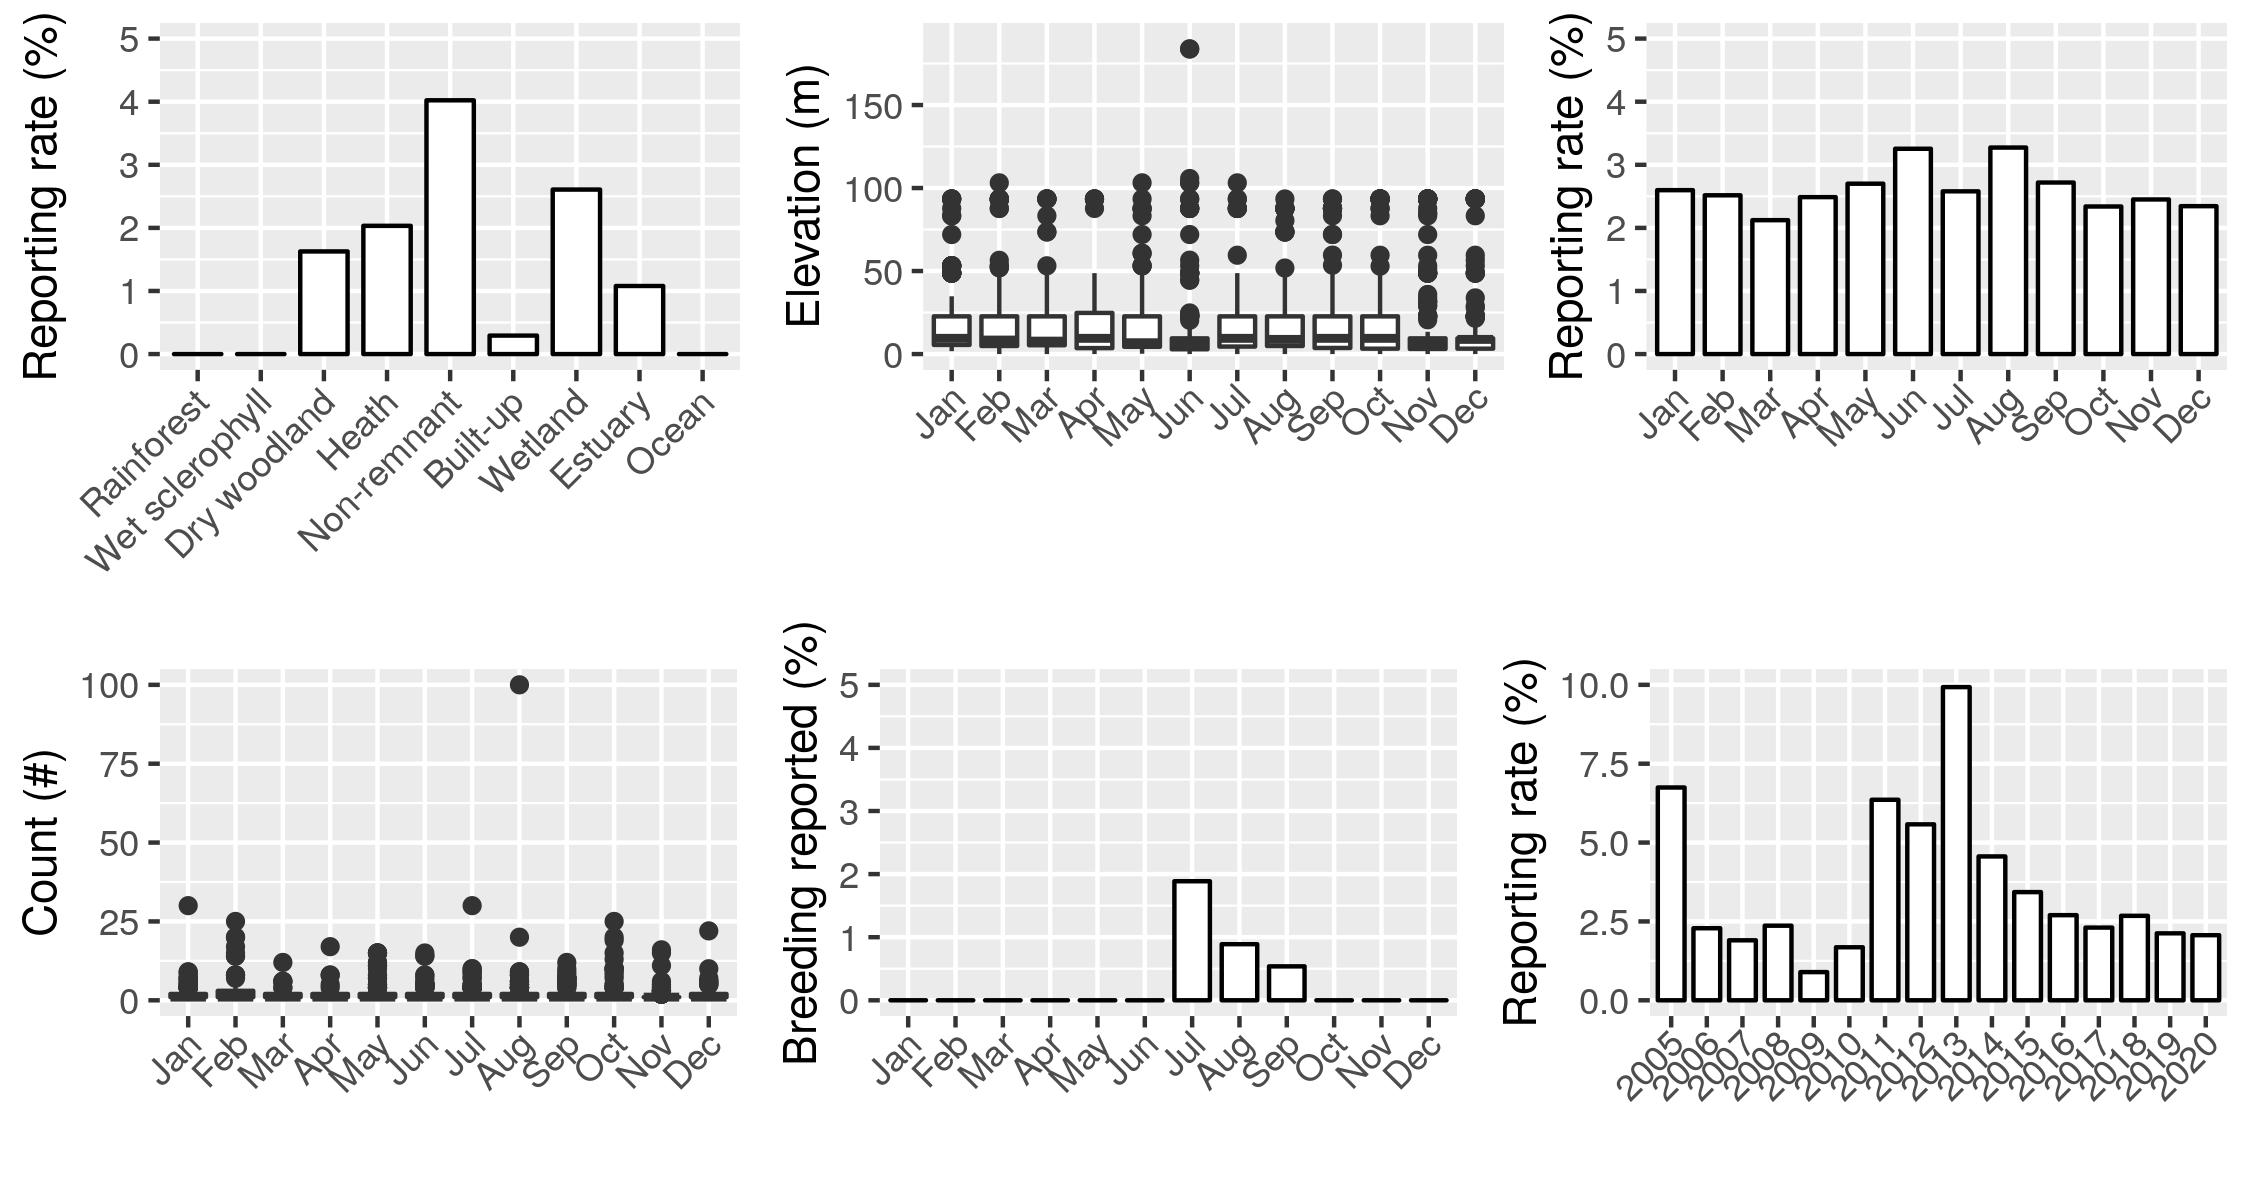 Reporting rate (%)
5
4
3
2
1
0
Rainforest
Wet sclerophyll
Dry woodland
Heath
Non-remnant
Built-up
Wetland
Estuary
Ocean
Elevation (m)
150
100
50
0
Jan
Feb
Mar
Apr
May
Jun
Jul
Aug
Sep
Oct
Nov
Dec
Reporting rate (%)
5
4
3
2
1
0
Jan
Feb
Mar
Apr
May
Jun
Jul
Aug
Sep
Oct
Nov
Dec
Count (#)
100
75
50
25
0
Jan
Feb
Mar
Apr
May
Jun
Jul
Aug
Sep
Oct
Nov
Dec
Breeding reported (%)
5
4
3
2
1
0
Jan
Feb
Mar
Apr
May
Jun
Jul
Aug
Sep
Oct
Nov
Dec
Reporting rate (%)
10.0
7.5
5.0
2.5
0.0
2005
2006
2007
2008
2009
2010
2011
2012
2013
2014
2015
2016
2017
2018
2019
2020